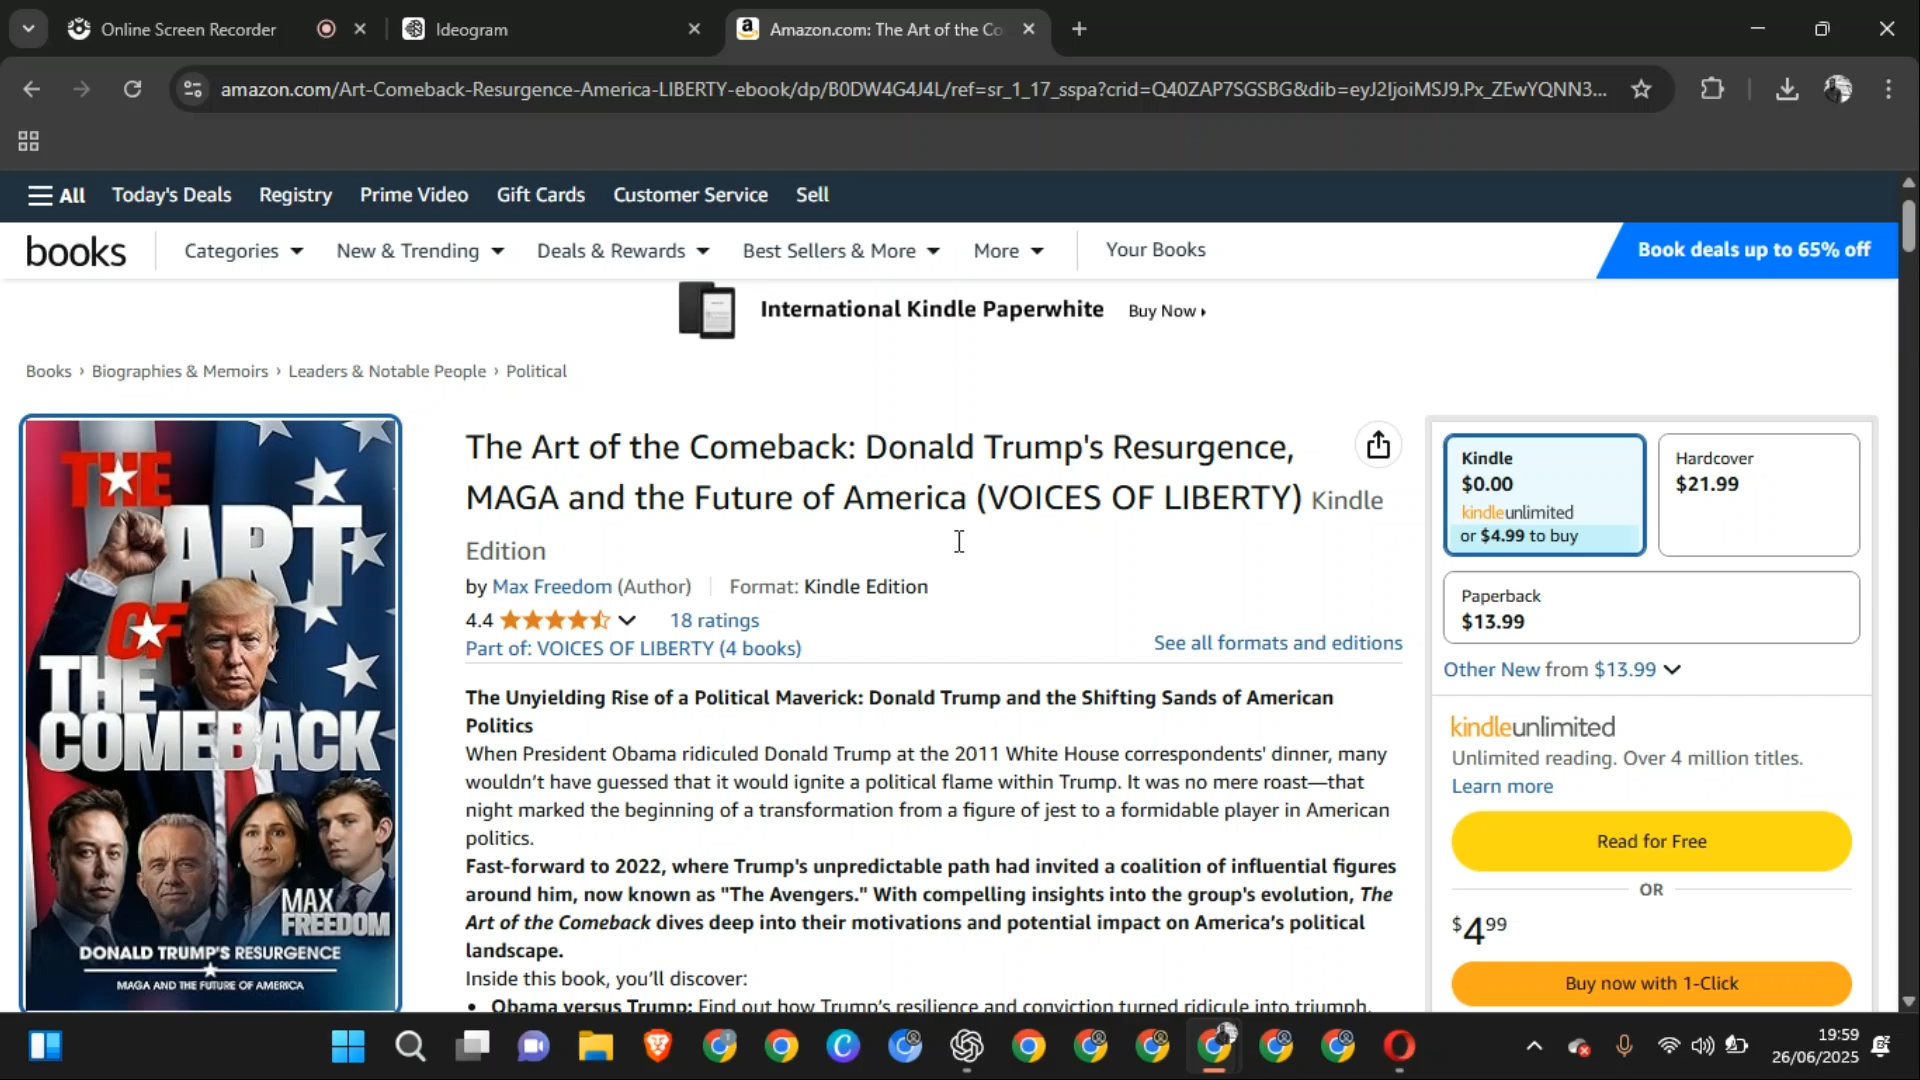 Online Screen Recorder
Ideogram
Amazon.com: The Art of the Co
amazon.com/Art-Comeback-Resurgence-America-LIBERTY-ebook/dp/B0DW4G4J4L/ref=sr_1_17_sspa?crid=Q40ZAP7SGSBG&dib=eyJ2IjoiMSJ9.Px_ZEwYQNN3...
All Today's Deals Registry Prime Video Gift Cards Customer Service Sell
books Categories New & Trending Deals & Rewards Best Sellers & More More Your Books Book deals up to 65% off
International Kindle Paperwhite Buy Now
Books › Biographies & Memoirs › Leaders & Notable People › Political
THE
ART
OF
THE
COMEBACK
MAX
FREEDOM
DONALD TRUMP'S RESURGENCE
MAGA AND THE FUTURE OF AMERICA
The Art of the Comeback: Donald Trump's Resurgence,
MAGA and the Future of America (VOICES OF LIBERTY) Kindle
Edition
by Max Freedom (Author) Format: Kindle Edition
4.4 18 ratings
Part of: VOICES OF LIBERTY (4 books)
See all formats and editions
The Unyielding Rise of a Political Maverick: Donald Trump and the Shifting Sands of American
Politics
When President Obama ridiculed Donald Trump at the 2011 White House correspondents' dinner, many
wouldn't have guessed that it would ignite a political flame within Trump. It was no mere roast—that
night marked the beginning of a transformation from a figure of jest to a formidable player in American
politics.
Fast-forward to 2022, where Trump's unpredictable path had invited a coalition of influential figures
around him, now known as "The Avengers." With compelling insights into the group's evolution, The
Art of the Comeback dives deep into their motivations and potential impact on America's political
landscape.
Inside this book, you'll discover:
• Obama versus Trump: Find out how Trump's resilience and conviction turned ridicule into triumph.
Kindle
$0.00
kindleunlimited
or $4.99 to buy
Hardcover
$21.99
Paperback
$13.99
Other New from $13.99
kindleunlimited
Unlimited reading. Over 4 million titles.
Learn more
Read for Free
OR
$4.99
Buy now with 1-Click
19:59
26/06/2025